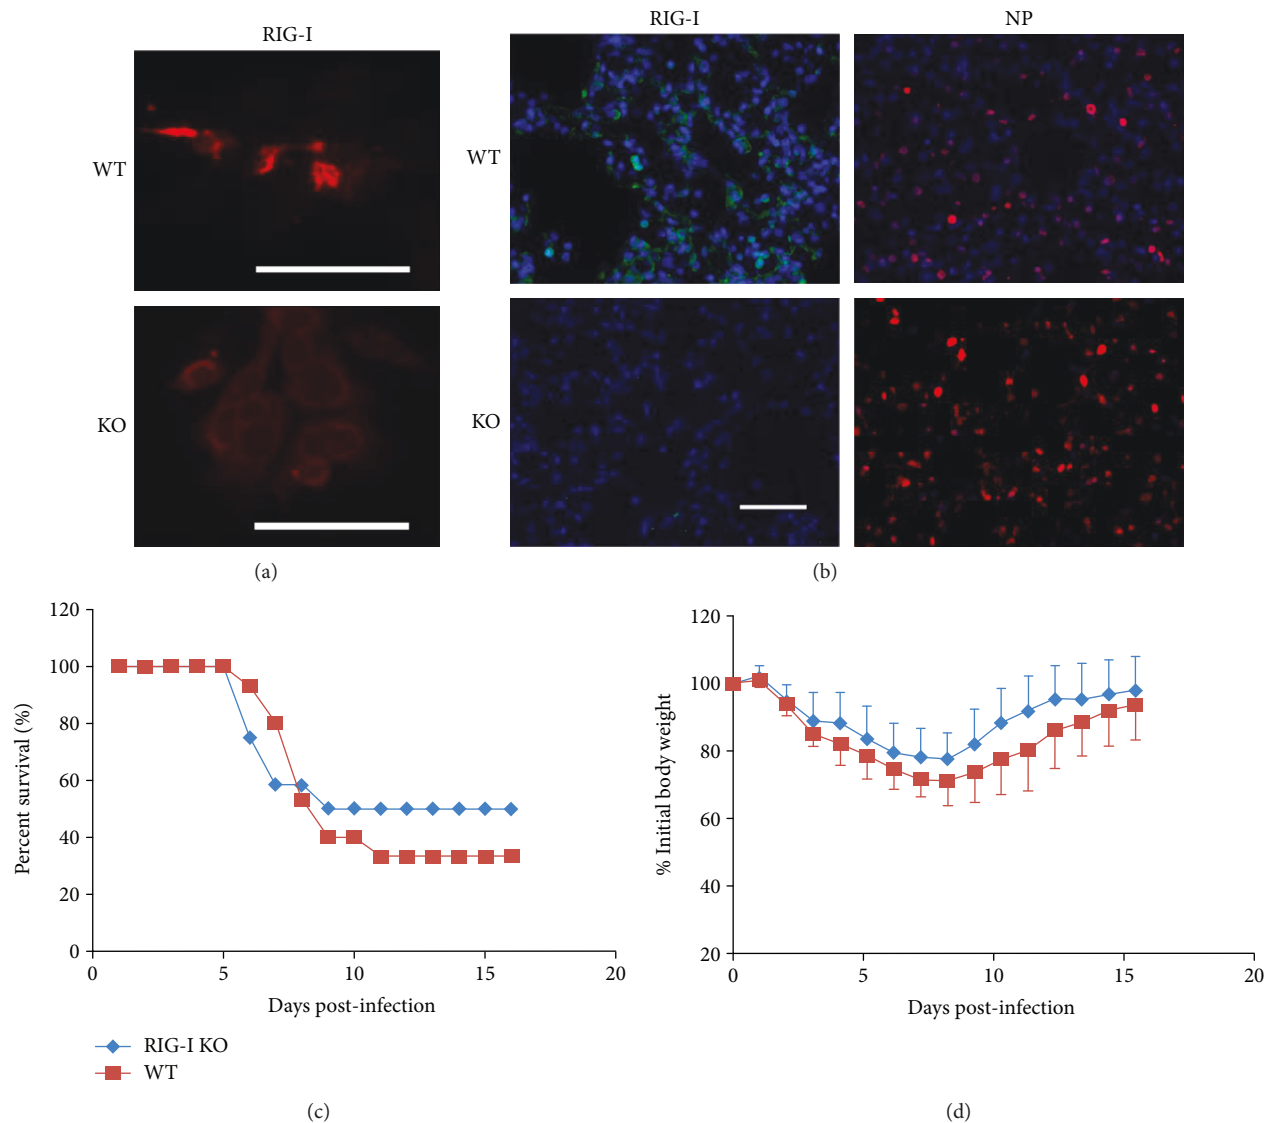 RIG-I
WT
KO
(a)
RIG-I
NP
WT
KO
(b)
120
100
80
60
40
20
0
Percent survival (%)
0 5 10 15 20
Days post-infection
RIG-I KO
WT
(c)
120
100
80
60
40
20
% Initial body weight
0 5 10 15 20
Days post-infection
(d)